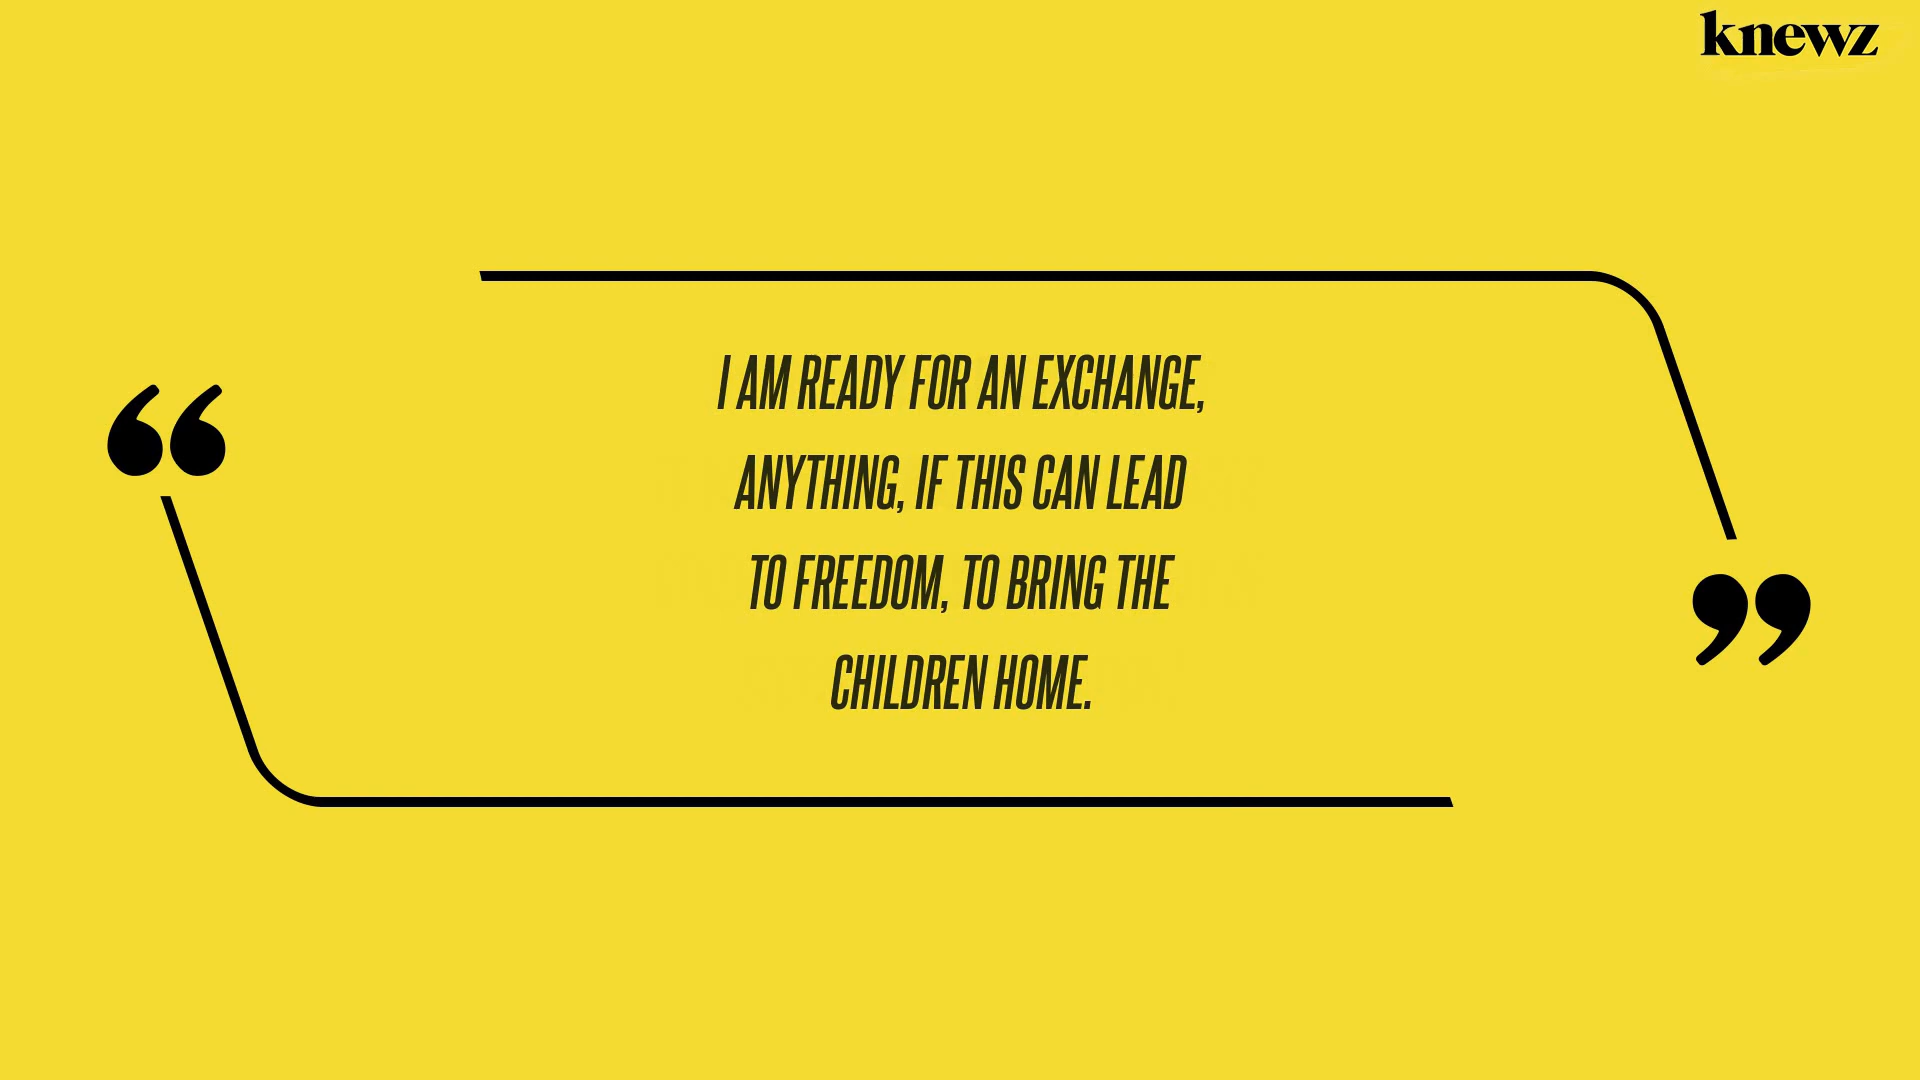 knewz
I AM READY FOR AN EXCHANGE,
ANYTHING, IF THIS CAN LEAD
TO FREEDOM, TO BRING THE
CHILDREN HOME.